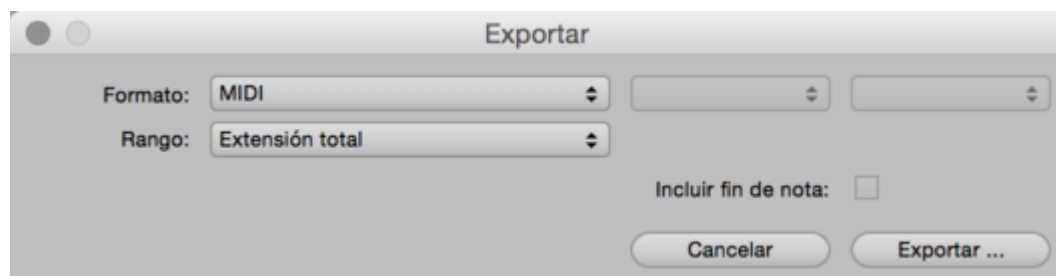 Exportar
Formato: MIDI
Rango: Extensión total
Incluir fin de nota:
Cancelar Exportar ...